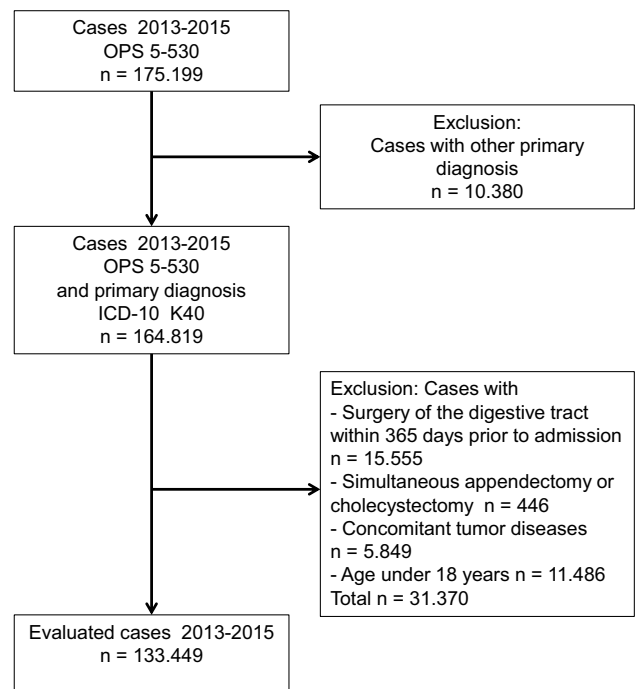 Cases 2013-2015
OPS 5-530
n = 175.199
Exclusion:
Cases with other primary
diagnosis
n = 10.380
Cases 2013-2015
OPS 5-530
and primary diagnosis
ICD-10 K40
n = 164.819
Exclusion: Cases with
- Surgery of the digestive tract
within 365 days prior to admission
n = 15.555
- Simultaneous appendectomy or
cholecystectomy n = 446
- Concomitant tumor diseases
n = 5.849
- Age under 18 years n = 11.486
Total n = 31.370
Evaluated cases 2013-2015
n = 133.449